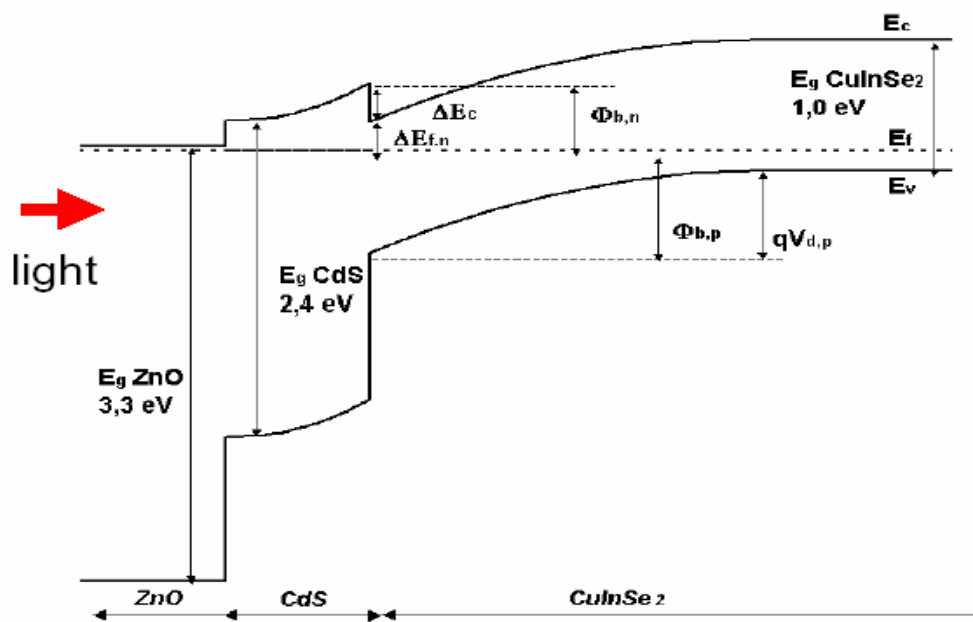 Ec
Eg CuInSe2
1,0 eV
ΔEc
Φb,n
ΔEf,n
Ef
Ev
Φb,p
qVd,p
light
Eg CdS
2,4 eV
Eg ZnO
3,3 eV
ZnO
CdS
CuInSe2